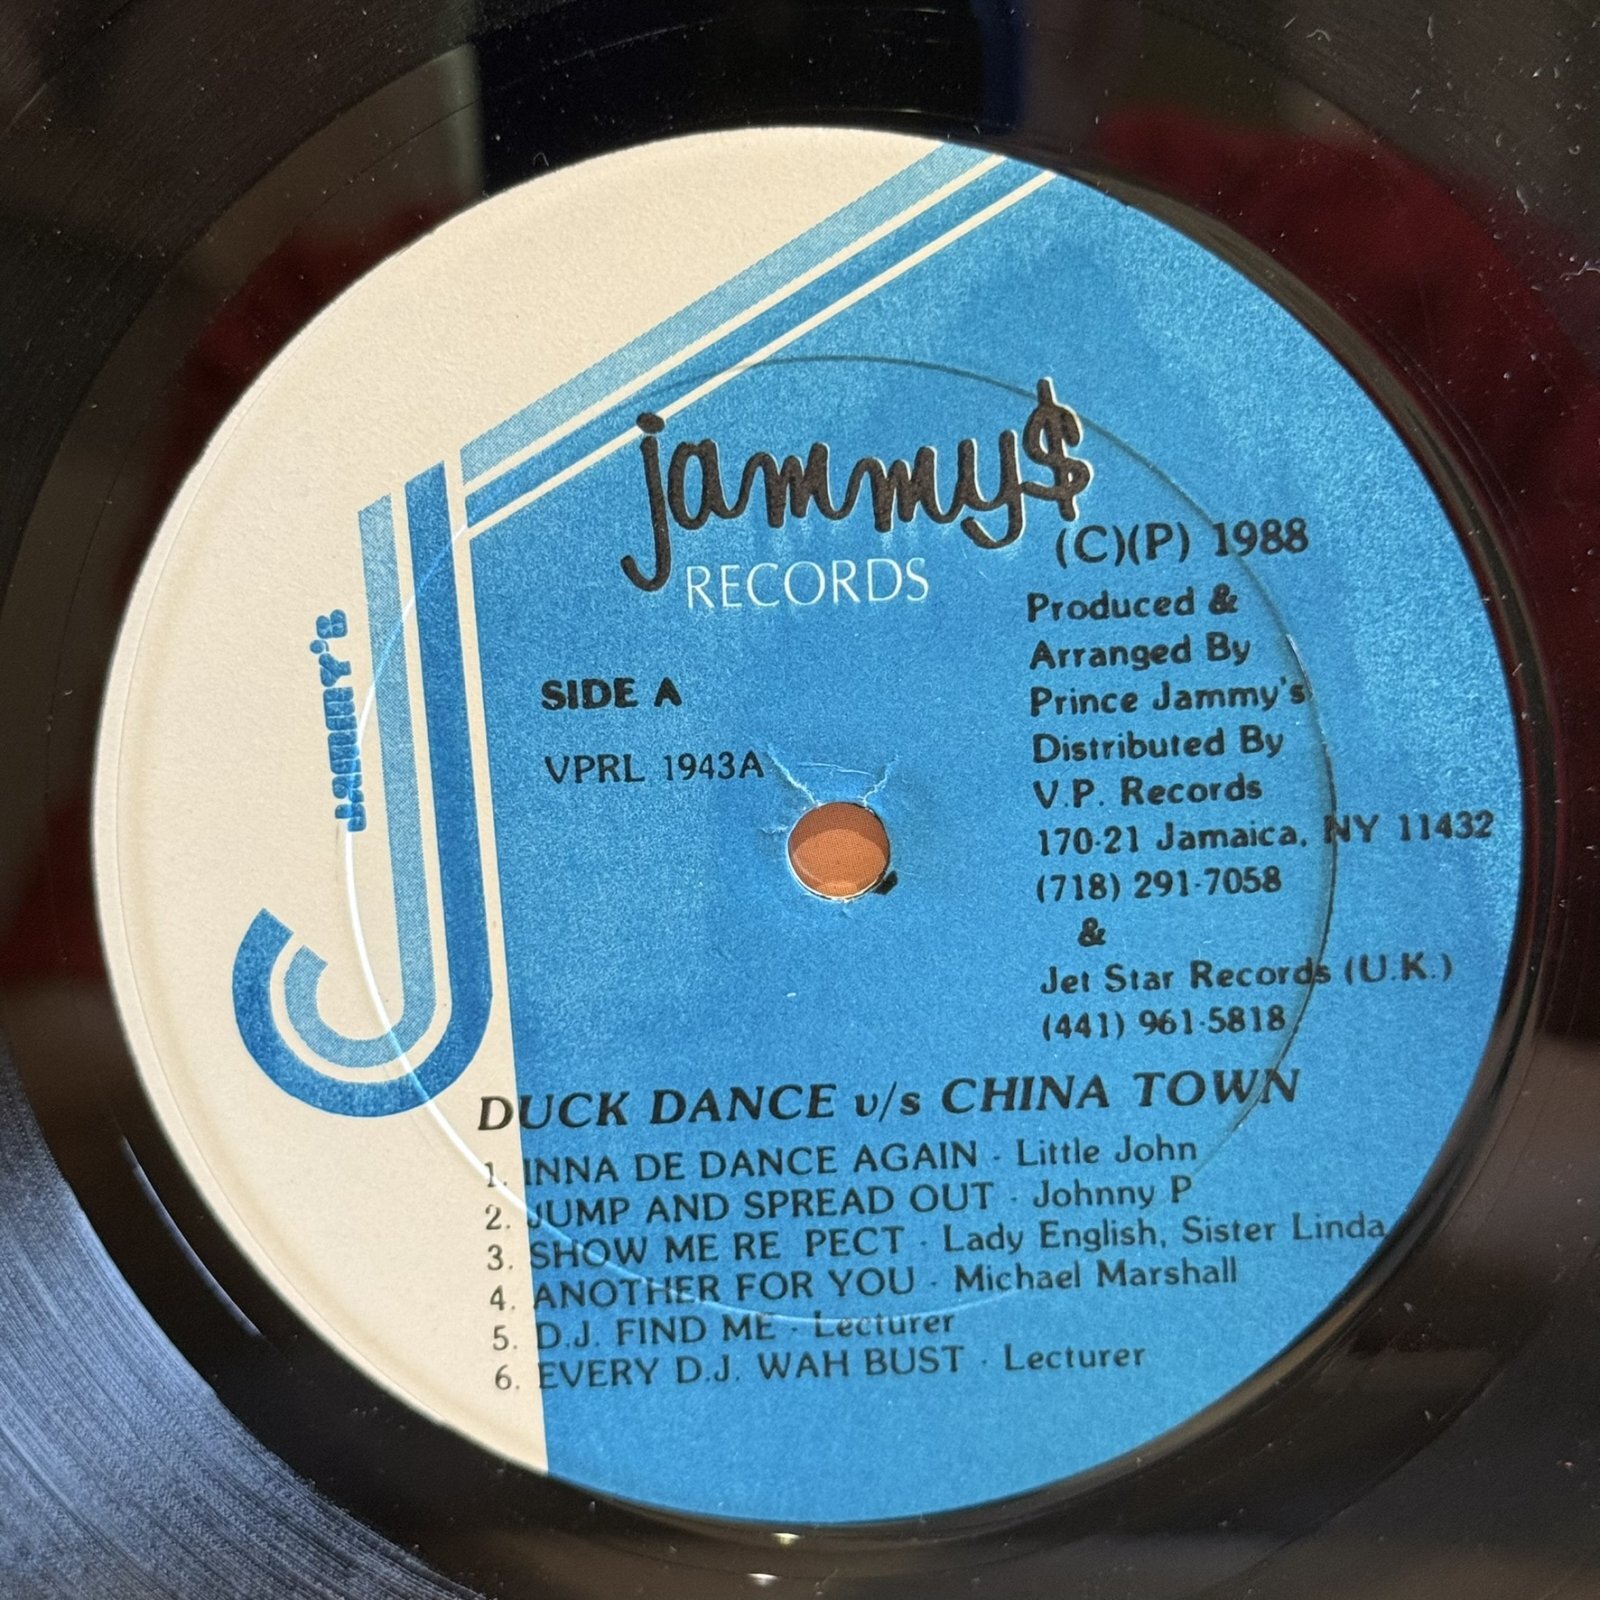 jammy$
RECORDS
JAMMY's
(C)(P) 1988
Produced &
Arranged By
Prince Jammy's
Distributed By
V.P. Records
170-21 Jamaica, NY 11432
(718) 291-7058
&
Jet Star Records (U.K.)
(441) 961-5818
SIDE A
VPRL 1943A
DUCK DANCE v/s CHINA TOWN
1. INNA DE DANCE AGAIN - Little John
2. JUMP AND SPREAD OUT - Johnny P
3. SHOW ME RE PECT - Lady English, Sister Linda
4. ANOTHER FOR YOU - Michael Marshall
5. D.J. FIND ME - Lecturer
6. EVERY D.J. WAH BUST - Lecturer